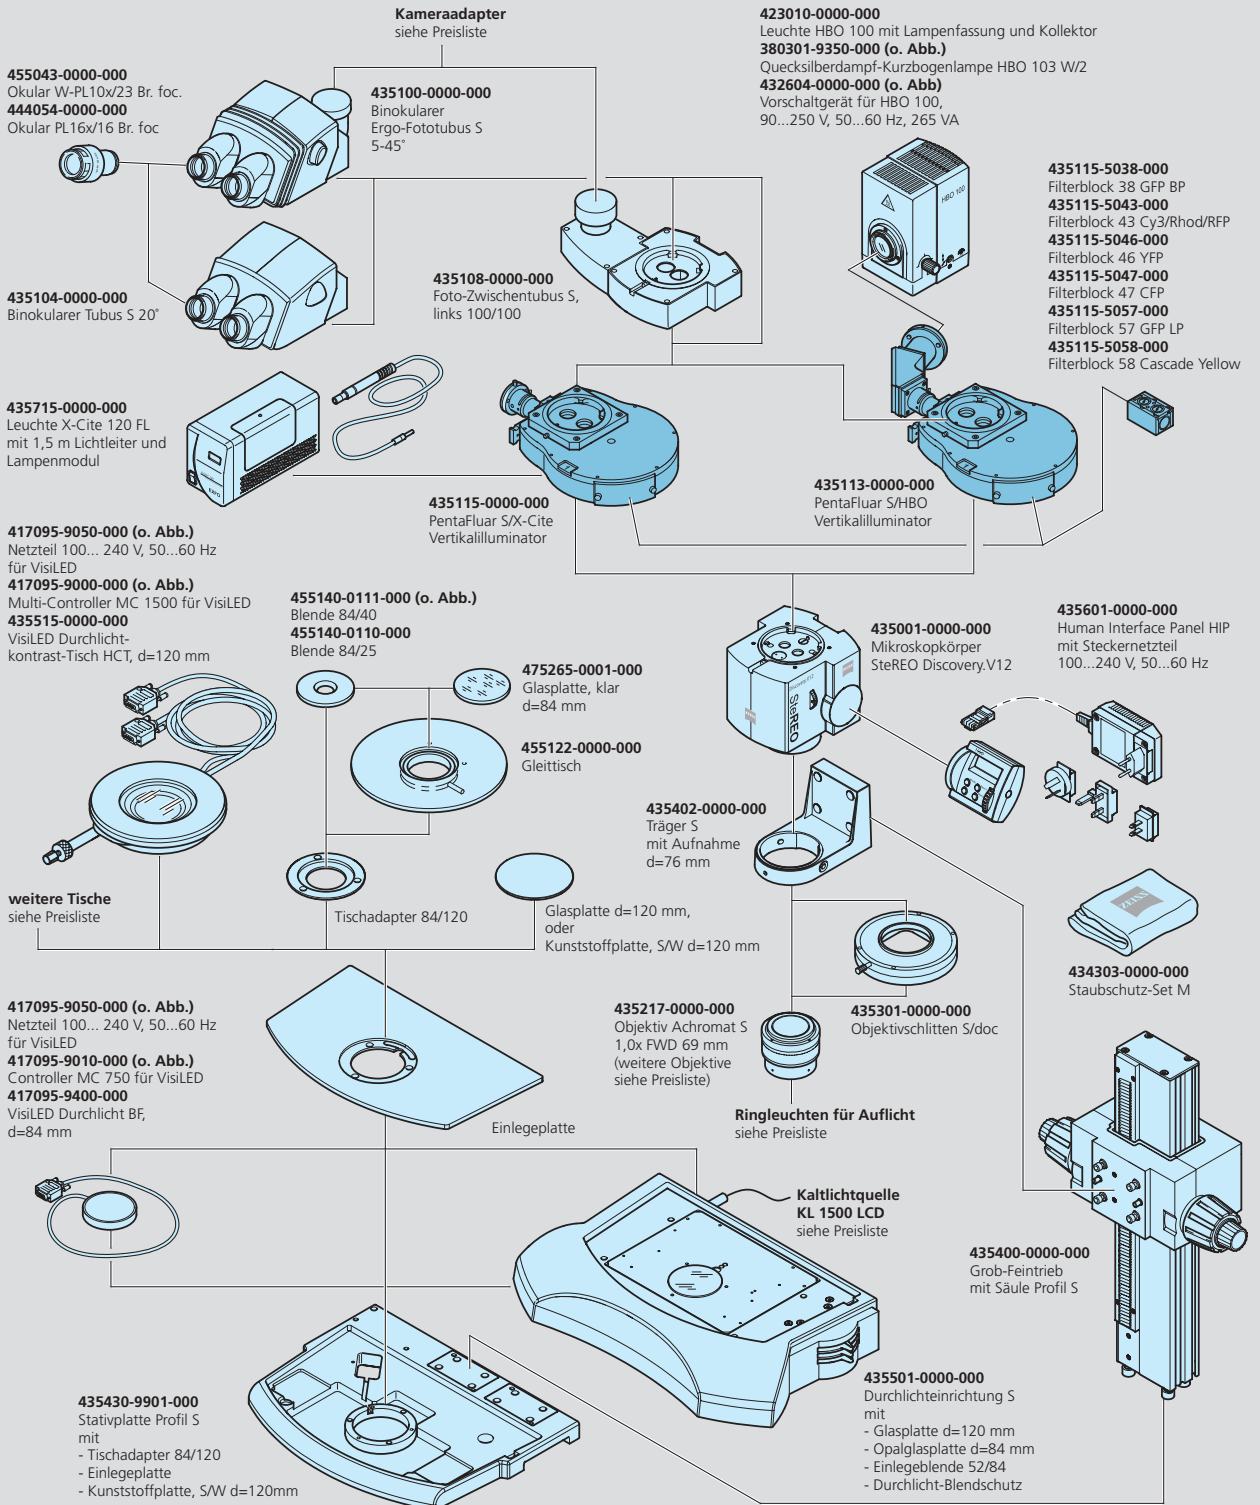 Kameraadapter
siehe Preisliste
423010-0000-000
Leuchte HBO 100 mit Lampenfassung und Kollektor
380301-9350-000 (o. Abb.)
Quecksilberdampf-Kurzbogenlampe HBO 103 W/2
432604-0000-000 (o. Abb)
Vorschaltgerät für HBO 100,
90...250 V, 50...60 Hz, 265 VA
455043-0000-000
Okular W-PL10x/23 Br. foc.
444054-0000-000
Okular PL16x/16 Br. foc
435100-0000-000
Binokularer
Ergo-Fototubus S
5-45°
HBO 100
435115-5038-000
Filterblock 38 GFP BP
435115-5043-000
Filterblock 43 Cy3/Rhod/RFP
435115-5046-000
Filterblock 46 YFP
435115-5047-000
Filterblock 47 CFP
435115-5057-000
Filterblock 57 GFP LP
435115-5058-000
Filterblock 58 Cascade Yellow
435104-0000-000
Binokularer Tubus S 20°
435108-0000-000
Foto-Zwischentubus S,
links 100/100
435715-0000-000
Leuchte X-Cite 120 FL
mit 1,5 m Lichtleiter und
Lampenmodul
435115-0000-000
PentaFluar S/X-Cite
Vertikalilluminator
435113-0000-000
PentaFluar S/HBO
Vertikalilluminator
417095-9050-000 (o. Abb.)
Netzteil 100... 240 V, 50...60 Hz
für VisiLED
417095-9000-000 (o. Abb.)
Multi-Controller MC 1500 für VisiLED
435515-0000-000
VisiLED Durchlicht-
kontrast-Tisch HCT, d=120 mm
455140-0111-000 (o. Abb.)
Blende 84/40
455140-0110-000
Blende 84/25
475265-0001-000
Glasplatte, klar
d=84 mm
455122-0000-000
Gleittisch
435001-0000-000
Mikroskopkörper
SteREO Discovery.V12
Discovery.V12
SteREO
435601-0000-000
Human Interface Panel HIP
mit Steckernetzteil
100...240 V, 50...60 Hz
435402-0000-000
Träger S
mit Aufnahme
d=76 mm
weitere Tische
siehe Preisliste
Tischadapter 84/120
Glasplatte d=120 mm,
oder
Kunststoffplatte, S/W d=120 mm
ZEISS
434303-0000-000
Staubschutz-Set M
417095-9050-000 (o. Abb.)
Netzteil 100... 240 V, 50...60 Hz
für VisiLED
417095-9010-000 (o. Abb.)
Controller MC 750 für VisiLED
417095-9400-000
VisiLED Durchlicht BF,
d=84 mm
435217-0000-000
Objektiv Achromat S
1,0x FWD 69 mm
(weitere Objektive
siehe Preisliste)
435301-0000-000
Objektivschlitten S/doc
Einlegeplatte
Ringleuchten für Auflicht
siehe Preisliste
Kaltlichtquelle
KL 1500 LCD
siehe Preisliste
435400-0000-000
Grob-Feintrieb
mit Säule Profil S
435430-9901-000
Stativplatte Profil S
mit
- Tischadapter 84/120
- Einlegeplatte
- Kunststoffplatte, S/W d=120mm
435501-0000-000
Durchlichteinrichtung S
mit
- Glasplatte d=120 mm
- Opalglasplatte d=84 mm
- Einlegeblende 52/84
- Durchlicht-Blendschutz